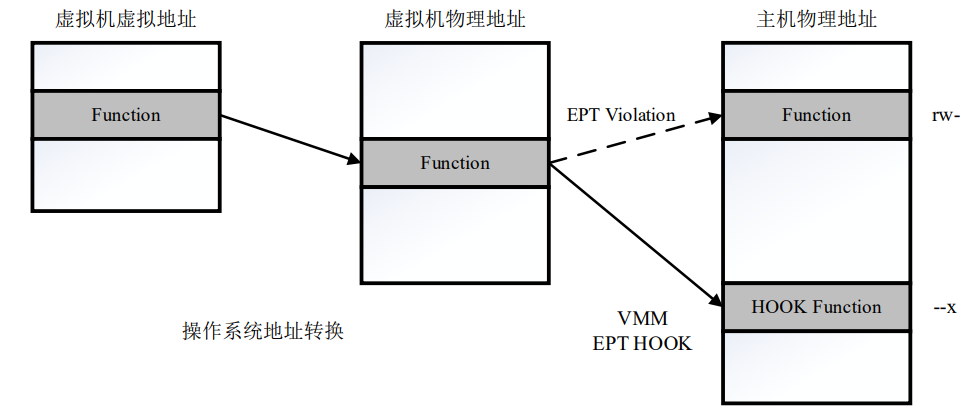 虚拟机虚拟地址
虚拟机物理地址
主机物理地址
Function
EPT Violation
Function
rw-
Function
HOOK Function
--x
VMM
EPT HOOK
操作系统地址转换